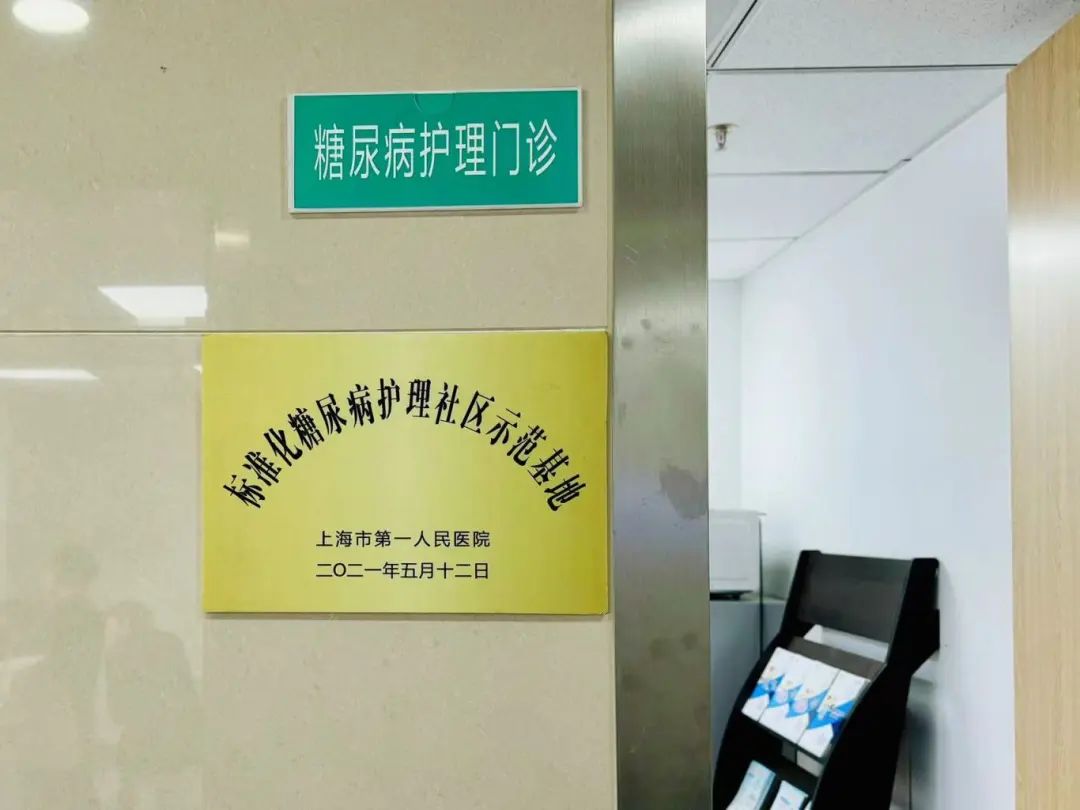 糖尿病护理门诊
标准化糖尿病护理社区示范基地
上海市第一人民医院
二〇二一年五月十二日